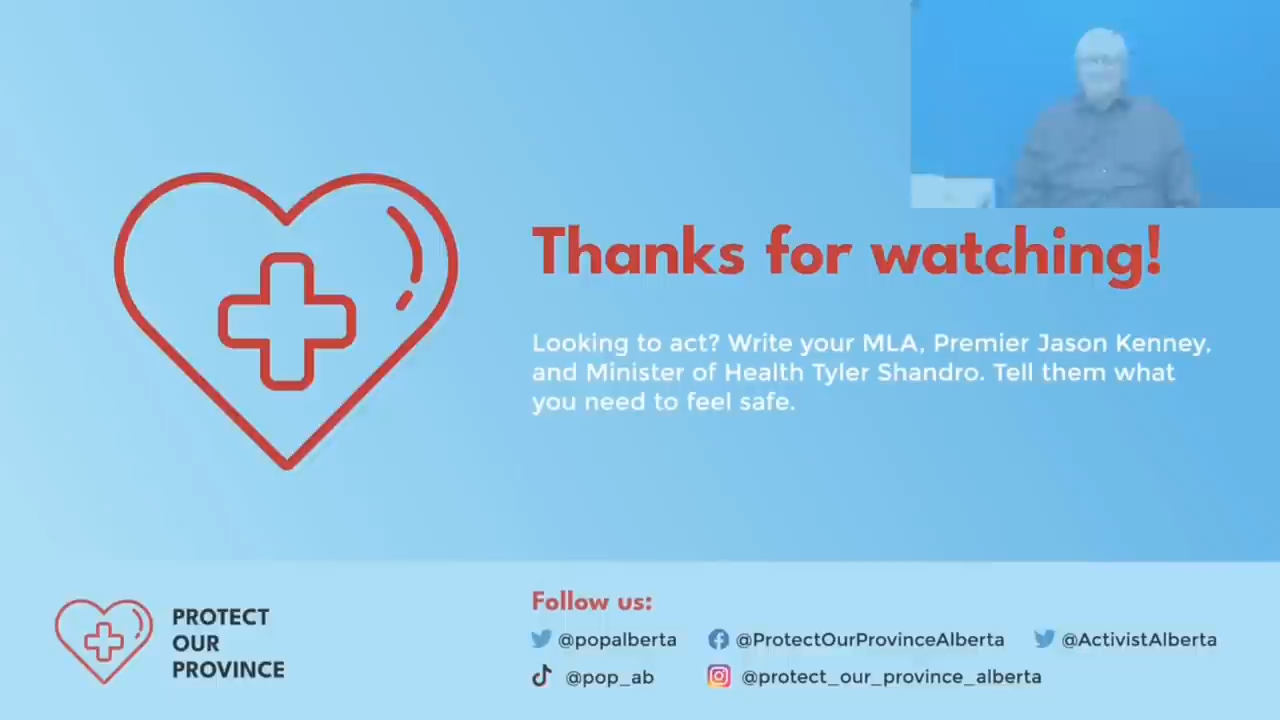 Thanks for watching!
Looking to act? Write your MLA, Premier Jason Kenney,
and Minister of Health Tyler Shandro. Tell them what
you need to feel safe.
PROTECT
OUR
PROVINCE
Follow us:
@popalberta @ProtectOurProvinceAlberta @ActivistAlberta
@pop_ab @protect_our_province_alberta